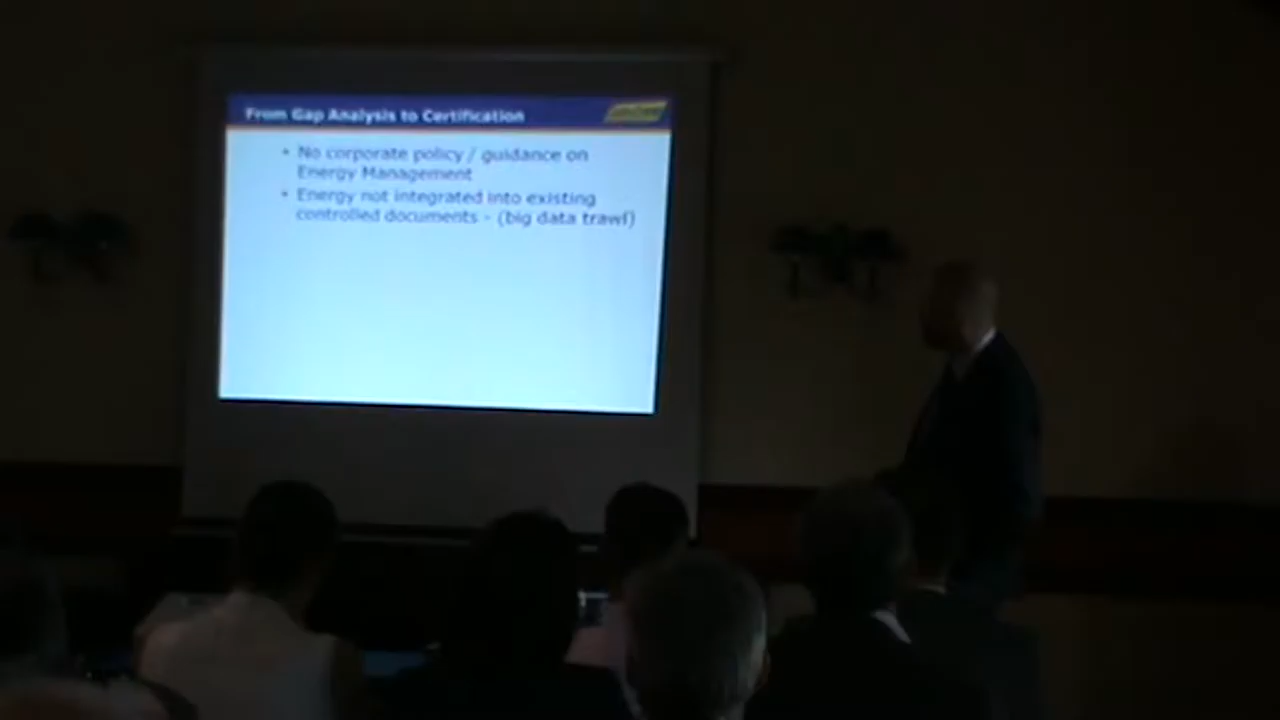 From Gap Analysis to Certification
• No corporate policy / guidance on
Energy Management
• Energy not integrated into existing
controlled documents - (big data trawl)